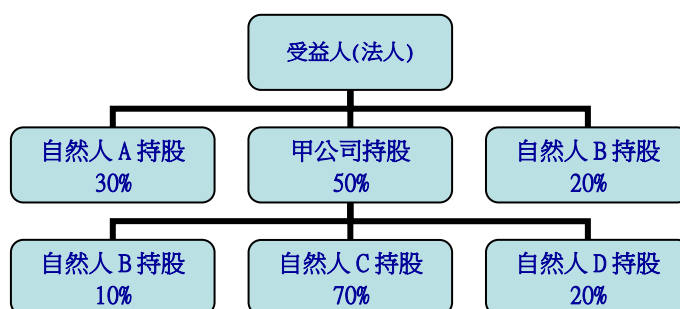 受益人(法人)
自然人 A 持股
30%
甲公司持股
50%
自然人 B 持股
20%
自然人 B 持股
10%
自然人 C 持股
70%
自然人 D 持股
20%